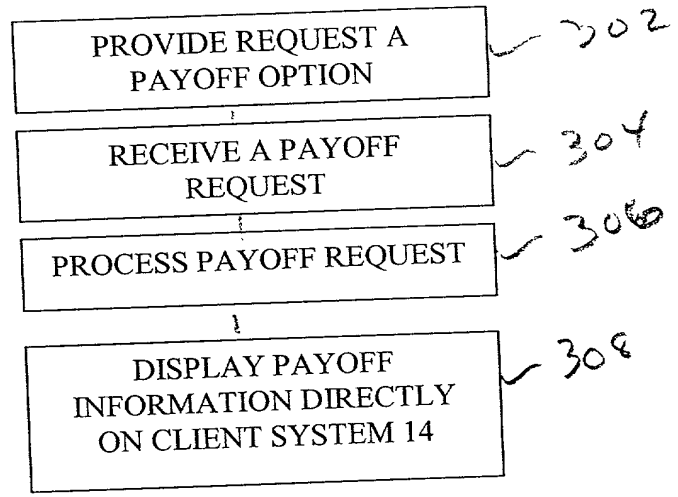 PROVIDE REQUEST A
PAYOFF OPTION
302
RECEIVE A PAYOFF
REQUEST
304
PROCESS PAYOFF REQUEST
306
DISPLAY PAYOFF
INFORMATION DIRECTLY
ON CLIENT SYSTEM 14
308